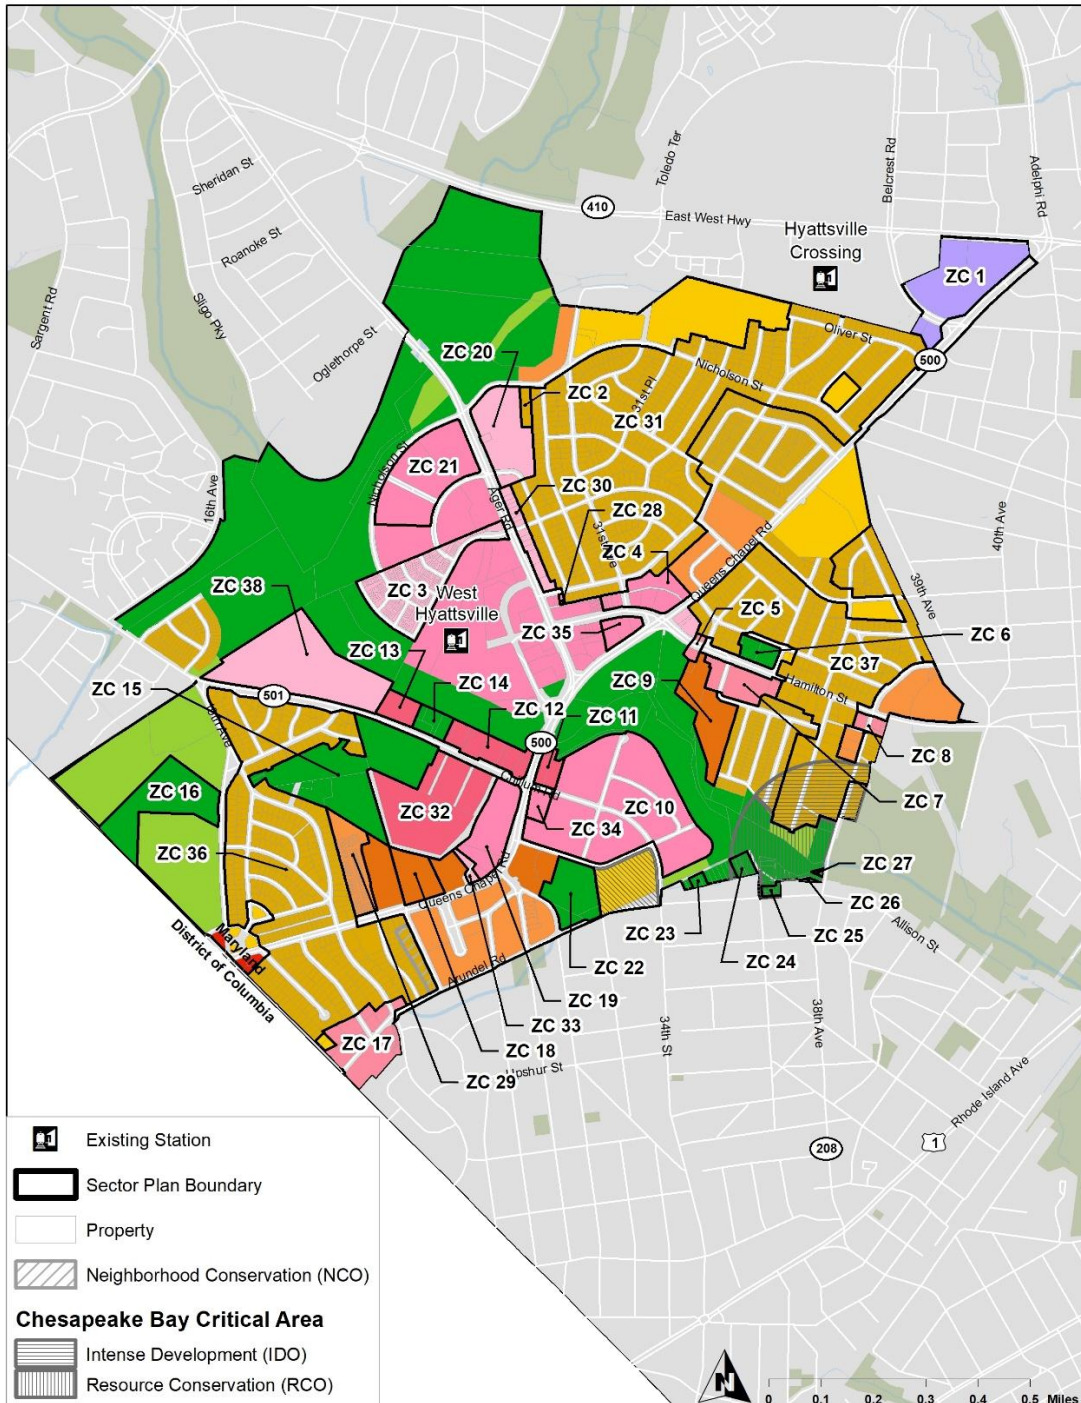 Toledo Ter
Belcrest Rd
Adelphi Rd
Sheridan St
410
East West Hwy
Roanoke St
Hyattsville
Crossing
ZC 1
Sargent Rd
Sligo Pky
Oglethorpe St
Oliver St
500
ZC 20
Nicholson St
ZC 2
31st Pl
ZC 31
Nicholson St
ZC 21
16th Ave
Ager Rd
ZC 30
ZC 28
40th Ave
31st Ave
ZC 4
Queens Chapel Rd
ZC 38
ZC 3
West
Hyattsville
39th Ave
ZC 5
ZC 6
ZC 35
ZC 13
ZC 37
ZC 15
ZC 14
ZC 9
Hamilton St
501
ZC 12
ZC 11
500
ZC 8
ZC 16
Chillum Rd
ZC 7
ZC 32
ZC 10
ZC 34
ZC 36
Queens Chapel Rd
ZC 27
ZC 26
Maryland
District of Columbia
Allison St
ZC 23
ZC 25
ZC 24
Arundel Rd
ZC 22
ZC 19
38th Ave
34th St
ZC 17
ZC 33
ZC 18
Upshur St
ZC 29
Rhode Island Ave
208
1
Existing Station
Sector Plan Boundary
Property
Neighborhood Conservation (NCO)
Chesapeake Bay Critical Area
Intense Development (IDO)
Resource Conservation (RCO)
N
0 0.1 0.2 0.3 0.4 0.5 Miles